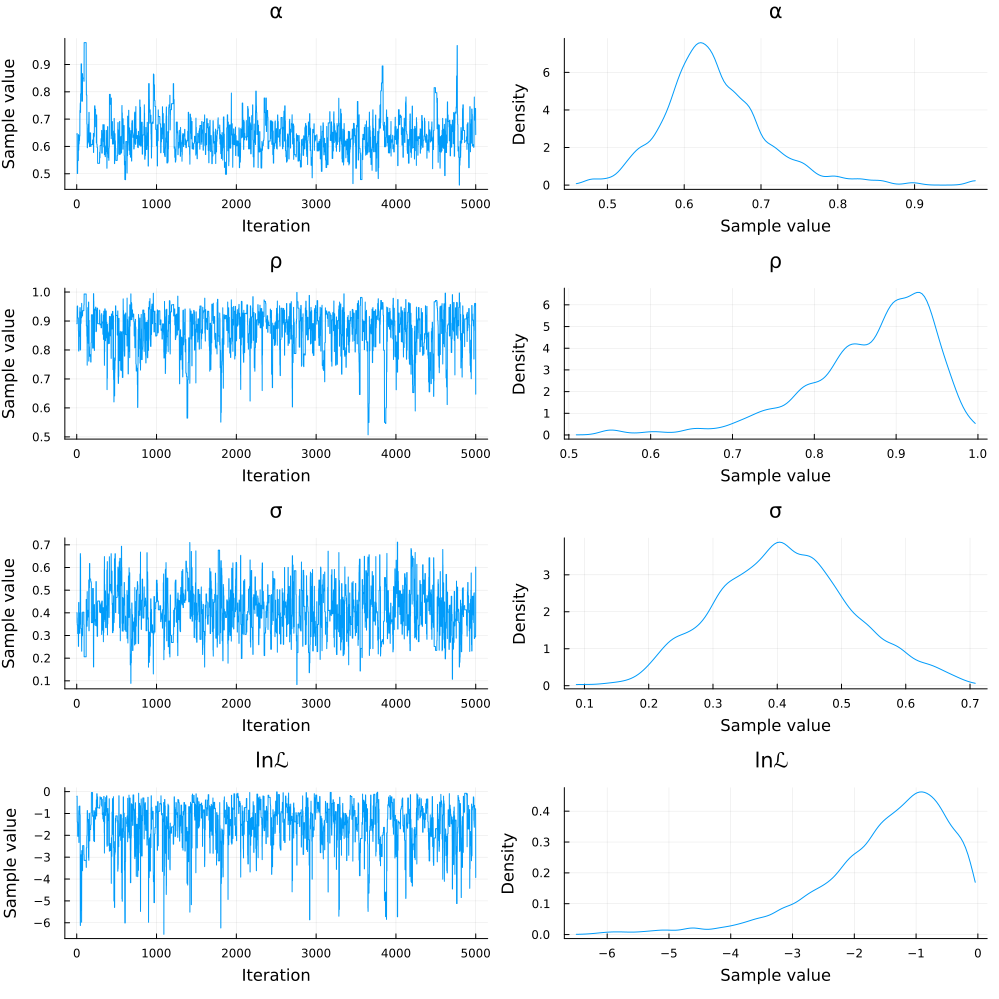 α
α
Sample value
0.9
0.8
0.7
0.6
0.5
0 1000 2000 3000 4000 5000
Iteration
Density
6
4
2
0
0.5 0.6 0.7 0.8 0.9
Sample value
ρ
ρ
Sample value
1.0
0.9
0.8
0.7
0.6
0.5
0 1000 2000 3000 4000 5000
Iteration
Density
6
5
4
3
2
1
0
0.5 0.6 0.7 0.8 0.9 1.0
Sample value
σ
σ
Sample value
0.7
0.6
0.5
0.4
0.3
0.2
0.1
0 1000 2000 3000 4000 5000
Iteration
Density
3
2
1
0
0.1 0.2 0.3 0.4 0.5 0.6 0.7
Sample value
lnℒ
lnℒ
Sample value
0
−1
−2
−3
−4
−5
−6
0 1000 2000 3000 4000 5000
Iteration
Density
0.4
0.3
0.2
0.1
0.0
−6 −5 −4 −3 −2 −1 0
Sample value